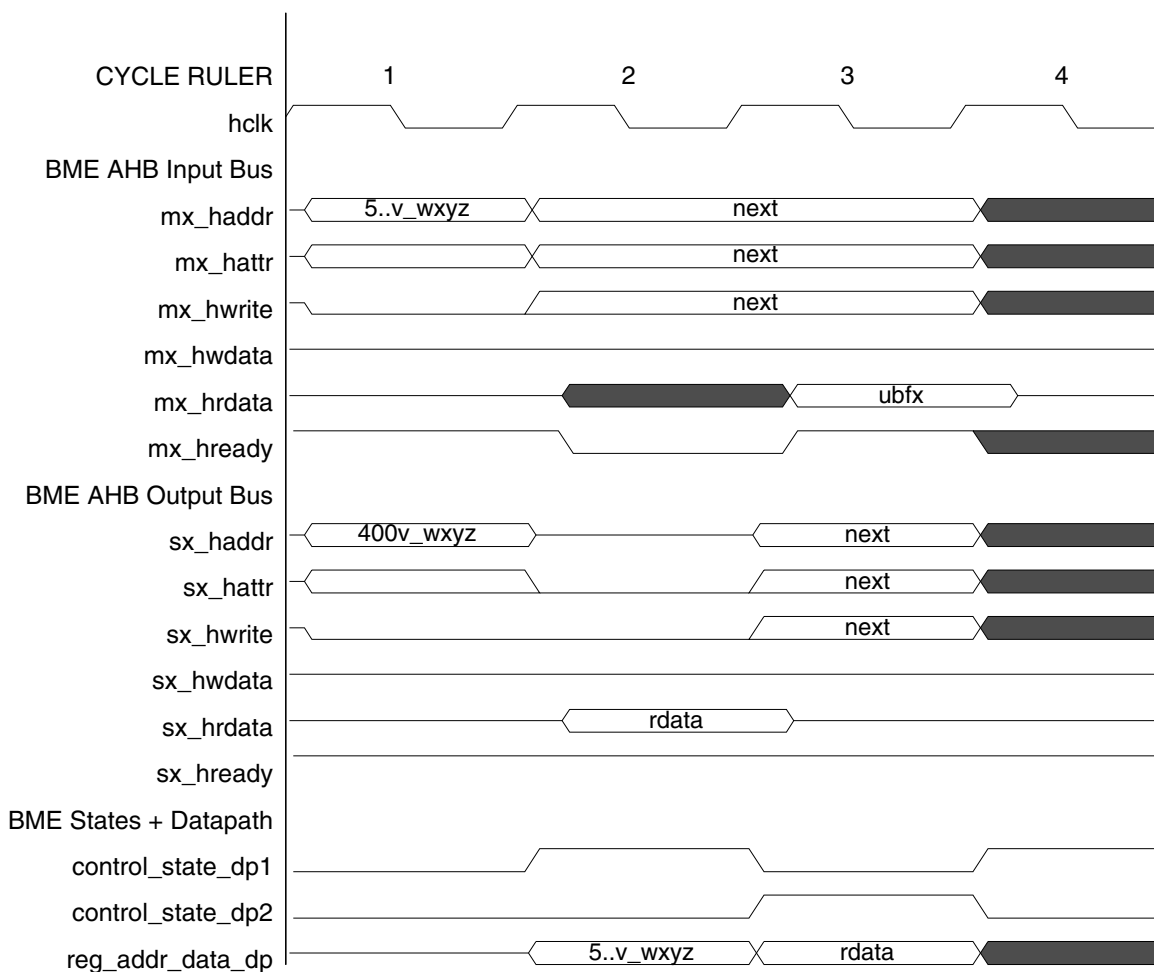 CYCLE RULER 1 2 3 4
hclk
BME AHB Input Bus
mx_haddr 5..v_wxyz next
mx_hattr next
mx_hwrite next
mx_hwdata
mx_hrdata ubfx
mx_hready
BME AHB Output Bus
sx_haddr 400v_wxyz next
sx_hattr next
sx_hwrite next
sx_hwdata
sx_hrdata rdata
sx_hready
BME States + Datapath
control_state_dp1
control_state_dp2
reg_addr_data_dp 5..v_wxyz rdata